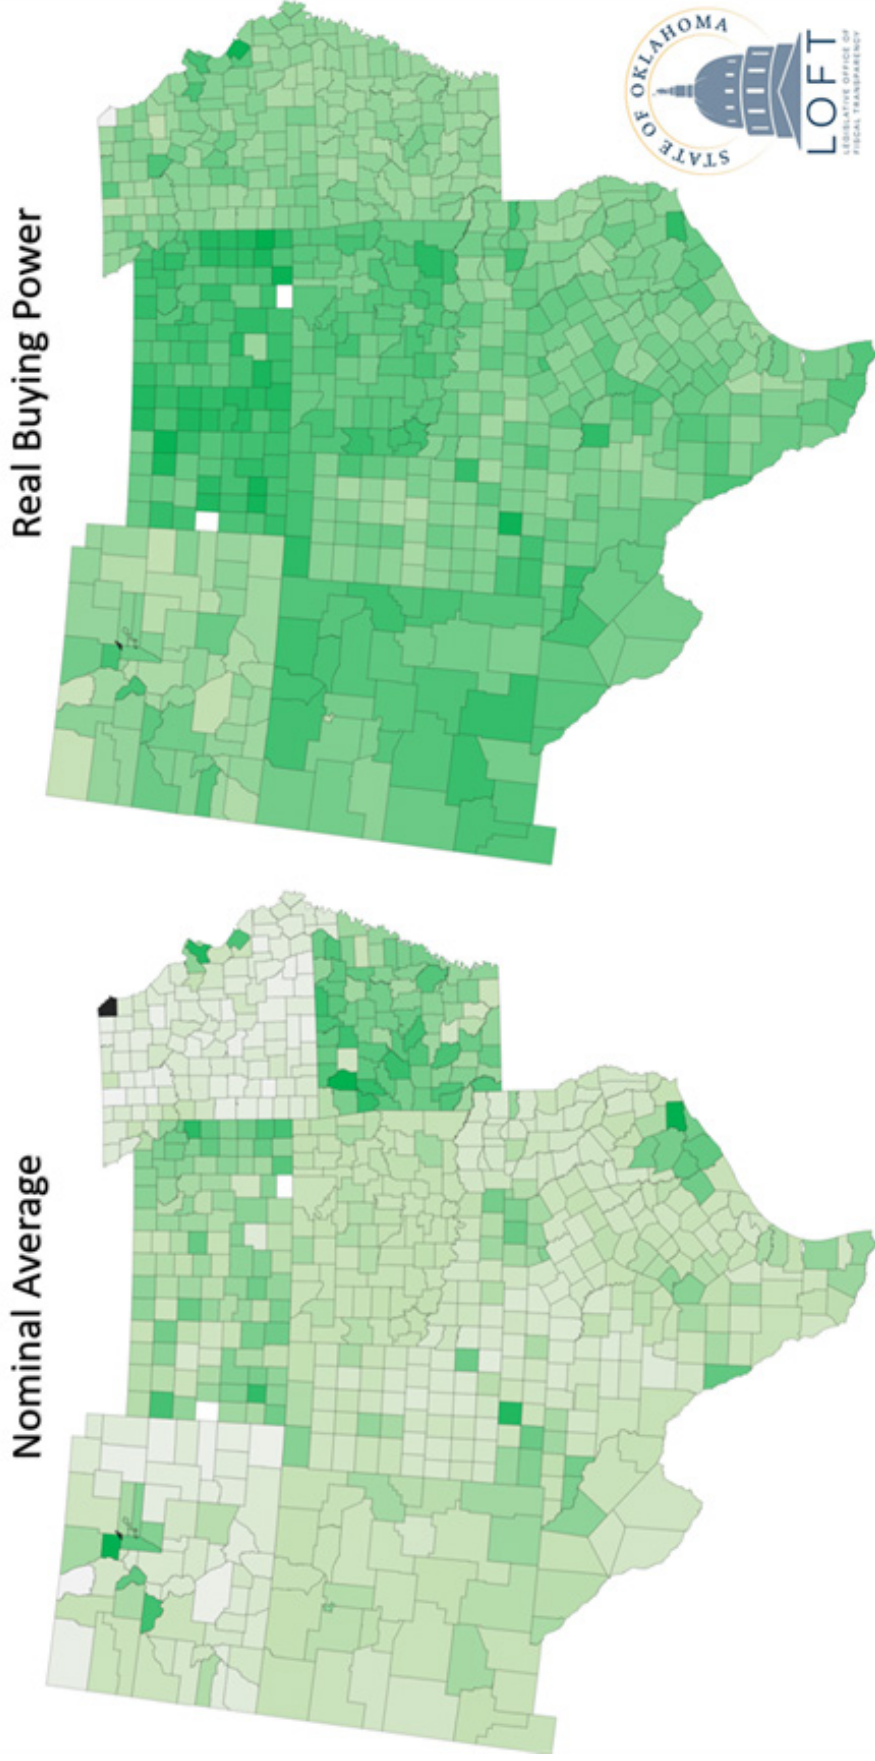 Nominal Average
Real Buying Power
STATE OF OKLAHOMA
LOFT
LEGISLATIVE OFFICE OF
FISCAL TRANSPARENCY